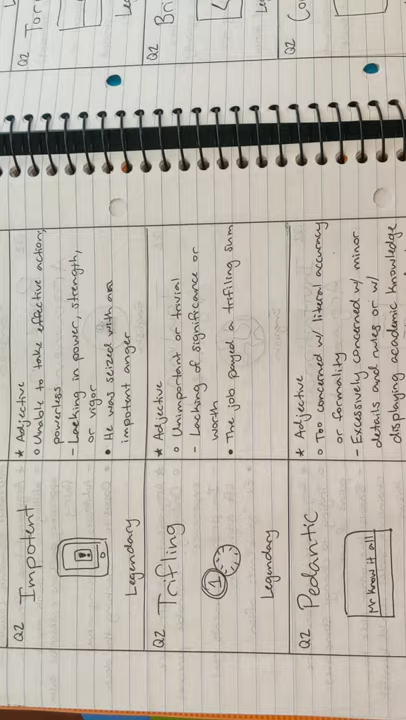 Q2
Q2
Bri
Q2
Q2 Impotent
Legendary
* Adjective
o Unable to take effective action,
powerless
- Lacking in power, strength,
or vigor
• He was seized with an
impotent anger
Q2 Trifling
1
Legendary
* Adjective
o Unimportant or trivial
- Lacking of significance or
worth
• The job payed a trifiling sum
Q2 Pedantic
Mr know it all
* Adjective
o Too concerned w/ literal accuracy
or formality
- Excessively concerned w/ minor
details and rules or w/
displaying academic knowledge